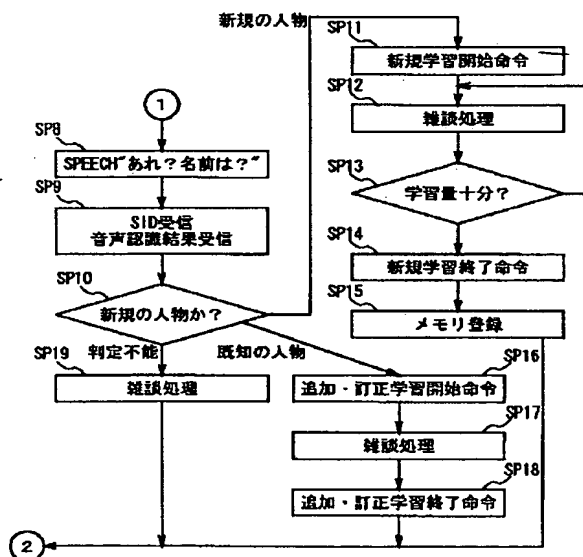 新規の人物
SP11
新規学習開始命令
SP12
雑談処理
SP13
学習量十分?
SP14
新規学習終了命令
SP15
メモリ登録
1
SP8
SPEECH"あれ?名前は?"
SP9
SID受信
音声認識結果受信
SP10
新規の人物か?
判定不能
既知の人物
SP19
雑談処理
SP16
追加・訂正学習開始命令
SP17
雑談処理
SP18
追加・訂正学習終了命令
2